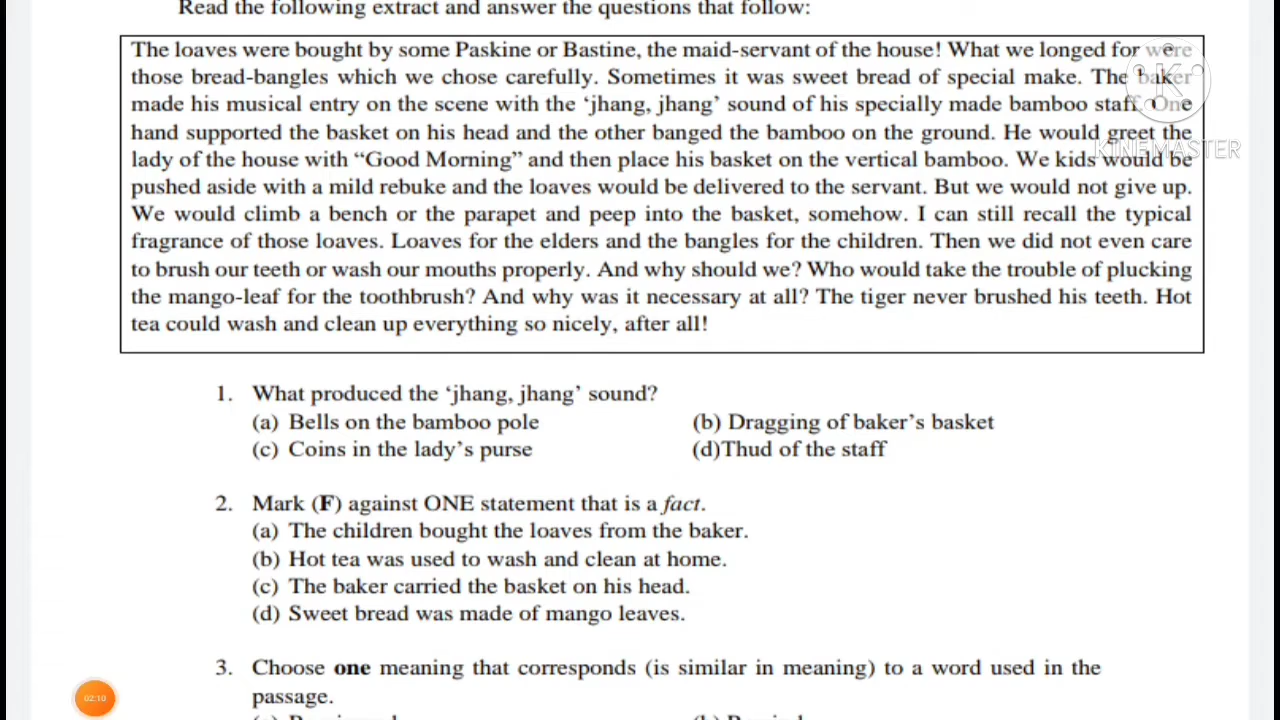 Read the following extract and answer the questions that follow:
The loaves were bought by some Paskine or Bastine, the maid-servant of the house! What we longed for were
those bread-bangles which we chose carefully. Sometimes it was sweet bread of special make. The baker
made his musical entry on the scene with the ‘jhang, jhang’ sound of his specially made bamboo staff. One
hand supported the basket on his head and the other banged the bamboo on the ground. He would greet the
lady of the house with “Good Morning” and then place his basket on the vertical bamboo. We kids would be
pushed aside with a mild rebuke and the loaves would be delivered to the servant. But we would not give up.
We would climb a bench or the parapet and peep into the basket, somehow. I can still recall the typical
fragrance of those loaves. Loaves for the elders and the bangles for the children. Then we did not even care
to brush our teeth or wash our mouths properly. And why should we? Who would take the trouble of plucking
the mango-leaf for the toothbrush? And why was it necessary at all? The tiger never brushed his teeth. Hot
tea could wash and clean up everything so nicely, after all!
K
KINEMASTER
1. What produced the ‘jhang, jhang’ sound?
(a) Bells on the bamboo pole (b) Dragging of baker’s basket
(c) Coins in the lady’s purse (d)Thud of the staff
2. Mark (F) against ONE statement that is a fact.
(a) The children bought the loaves from the baker.
(b) Hot tea was used to wash and clean at home.
(c) The baker carried the basket on his head.
(d) Sweet bread was made of mango leaves.
3. Choose one meaning that corresponds (is similar in meaning) to a word used in the
passage.
02:10